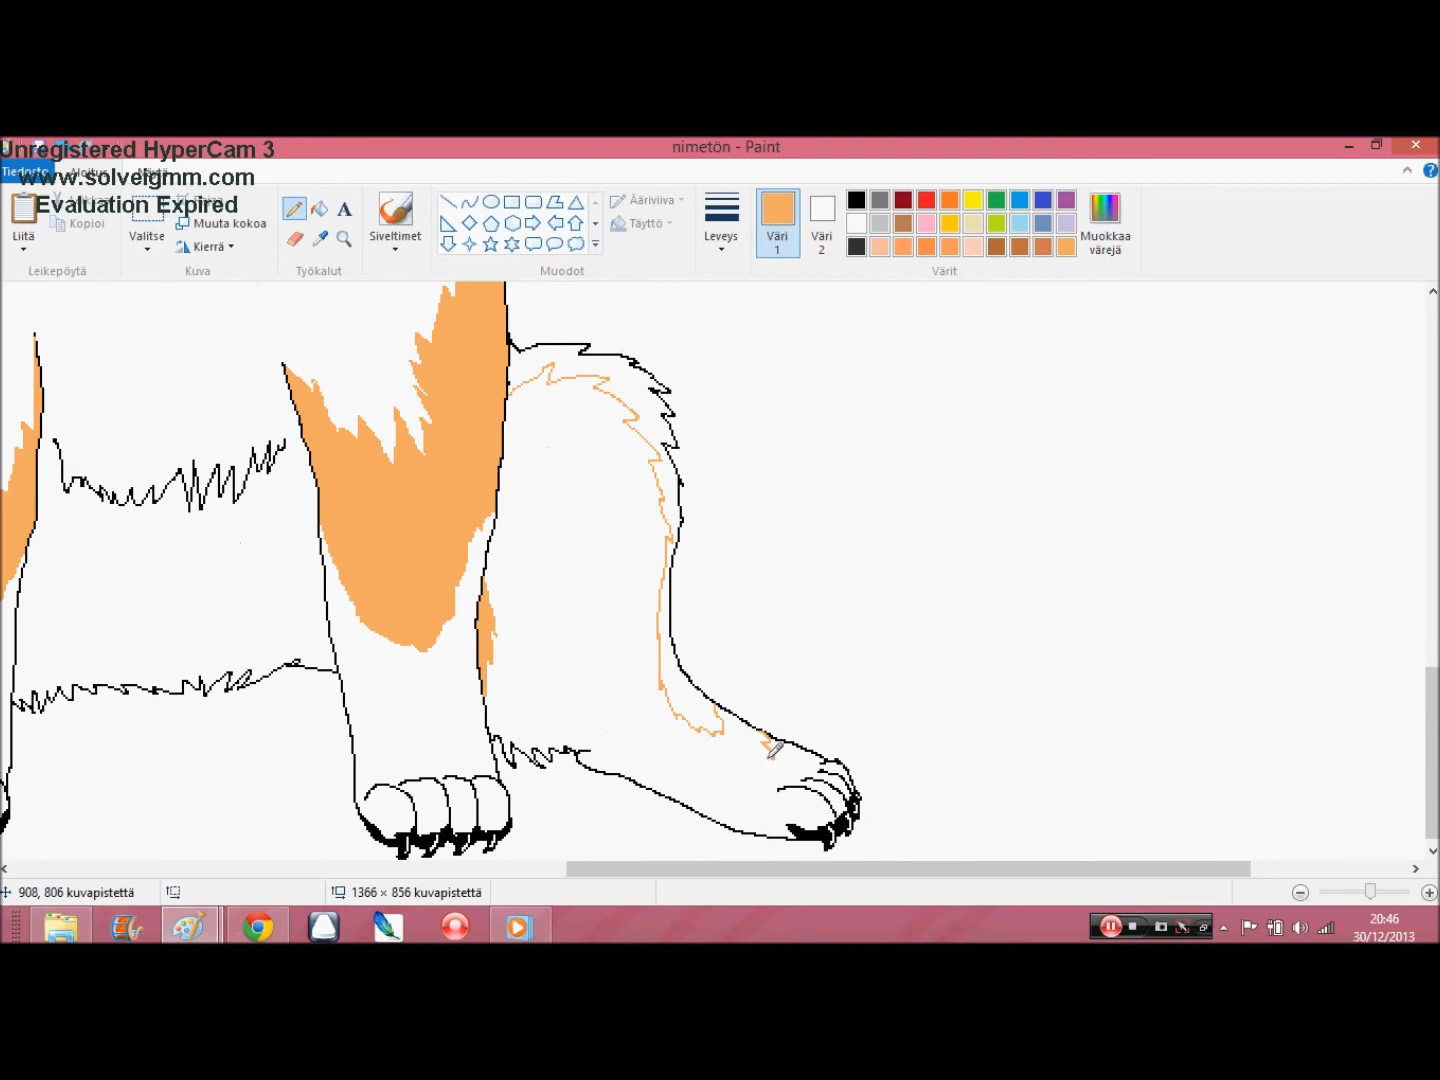 Unregistered HyperCam 3
nimetön - Paint
www.solveigmm.com
Tiedosto
Evaluation Expired
Kopioi
Liitä
Leikepöytä
Valitse
Muuta kokoa
Kierrä
Kuva
A
Työkalut
Siveltimet
Ääriviiva
Täyttö
Muodot
Leveys
Väri
1
Väri
2
Muokkaa
värejä
Värit
908, 806 kuvapistettä
1366 × 856 kuvapistettä
20:46
30/12/2013